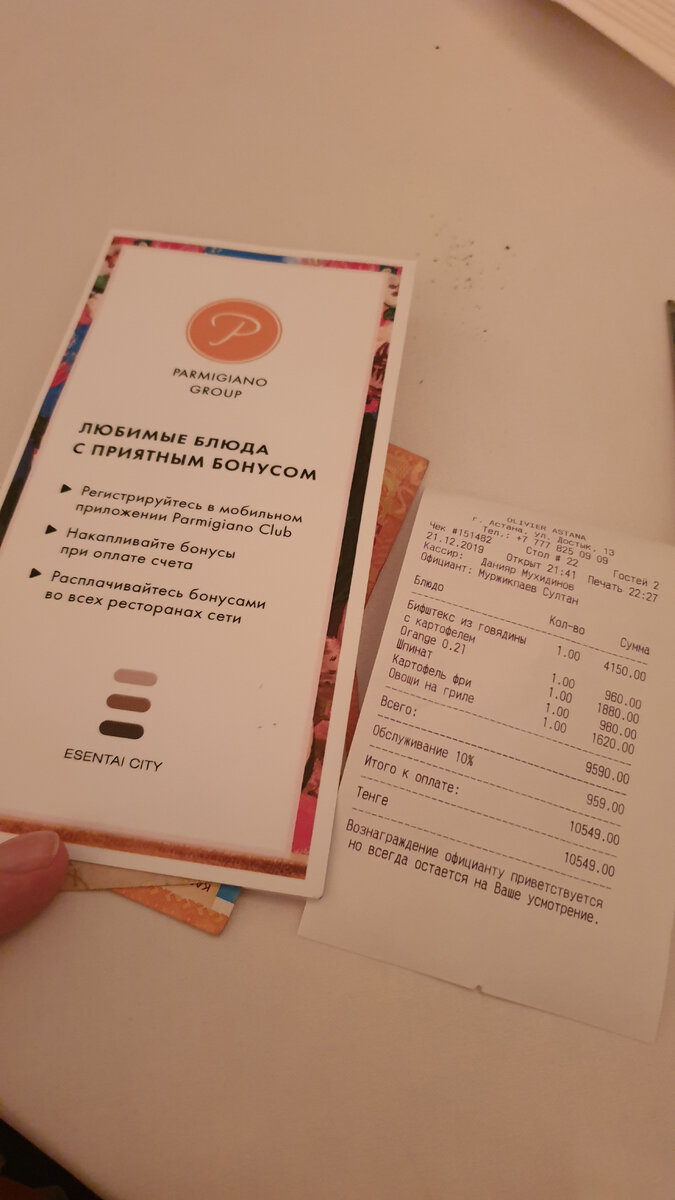 P
PARMIGIANO
GROUP
ЛЮБИМЫЕ БЛЮДА
С ПРИЯТНЫМ БОНУСОМ
Регистрируйтесь в мобильном
приложении Parmigiano Club
Накапливайте бонусы
при оплате счета
Расплачивайтесь бонусами
во всех ресторанах сети
ESENTAI CITY
OLIVIER ASTANA
г. Астана, ул. Достык, 13
Тел.: +7 777 825 09 09
Чек #151482 Стол # 22 Гостей 2
21.12.2019 Открыт 21:41 Печать 22:27
Кассир: Данияр Мухидинов
Официант: Муржикпаев Султан
Блюдо Кол-во Сумма
Бифштекс из говядины
с картофелем 1.00 4150.00
Orange 0.2l 1.00 960.00
Шпинат 1.00 1880.00
Картофель фри 1.00 980.00
Овощи на гриле 1.00 1620.00
Всего: 9590.00
Обслуживание 10% 959.00
Итого к оплате: 10549.00
Тенге 10549.00
Вознаграждение официанту приветствуется
но всегда остается на Ваше усмотрение.